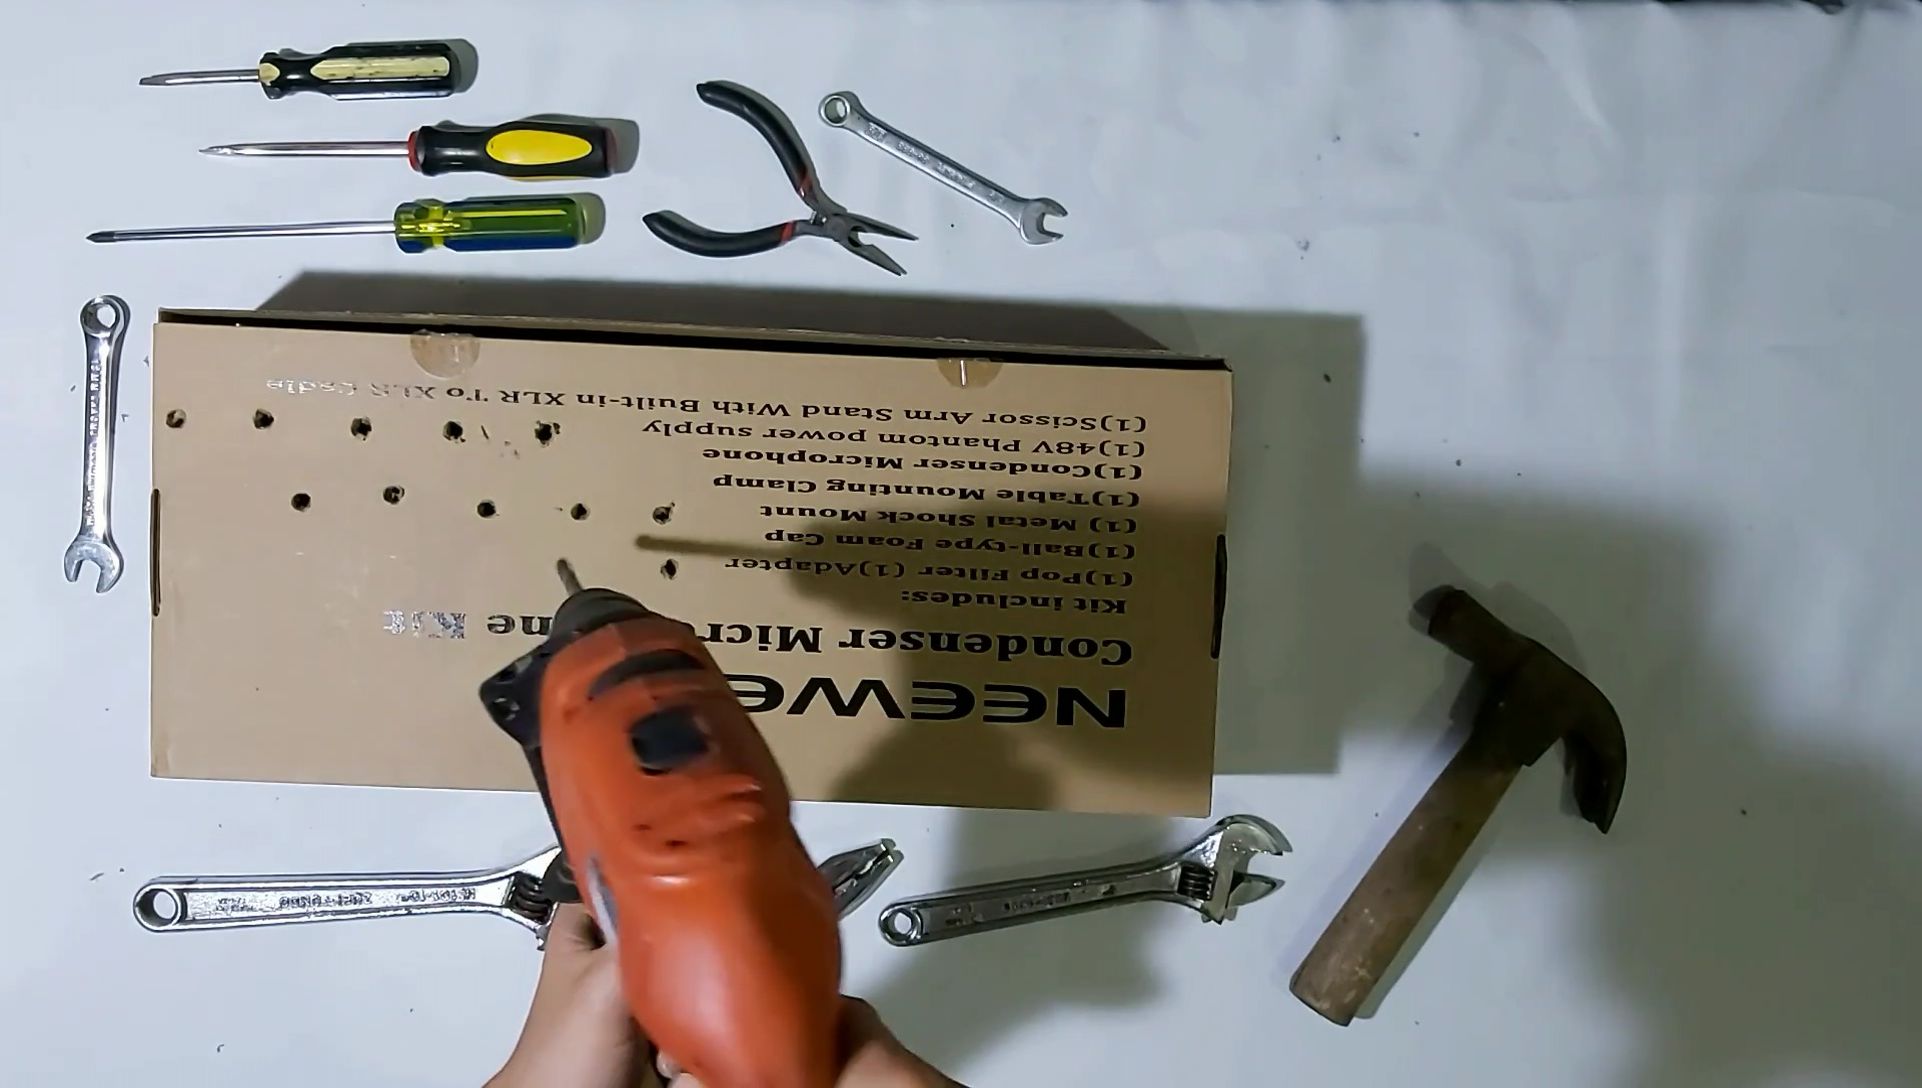 NEEWE
Condenser Micr ne Kit
Kit includes:
(1)Pop Filter (1)Adapter
(1)Ball-type Foam Cap
(1) Metal Shock Mount
(1)Table Mounting Clamp
(1)Condenser Microphone
(1)48V Phantom power supply
(1)Scissor Arm Stand With Built-in XLR To XLR Cable